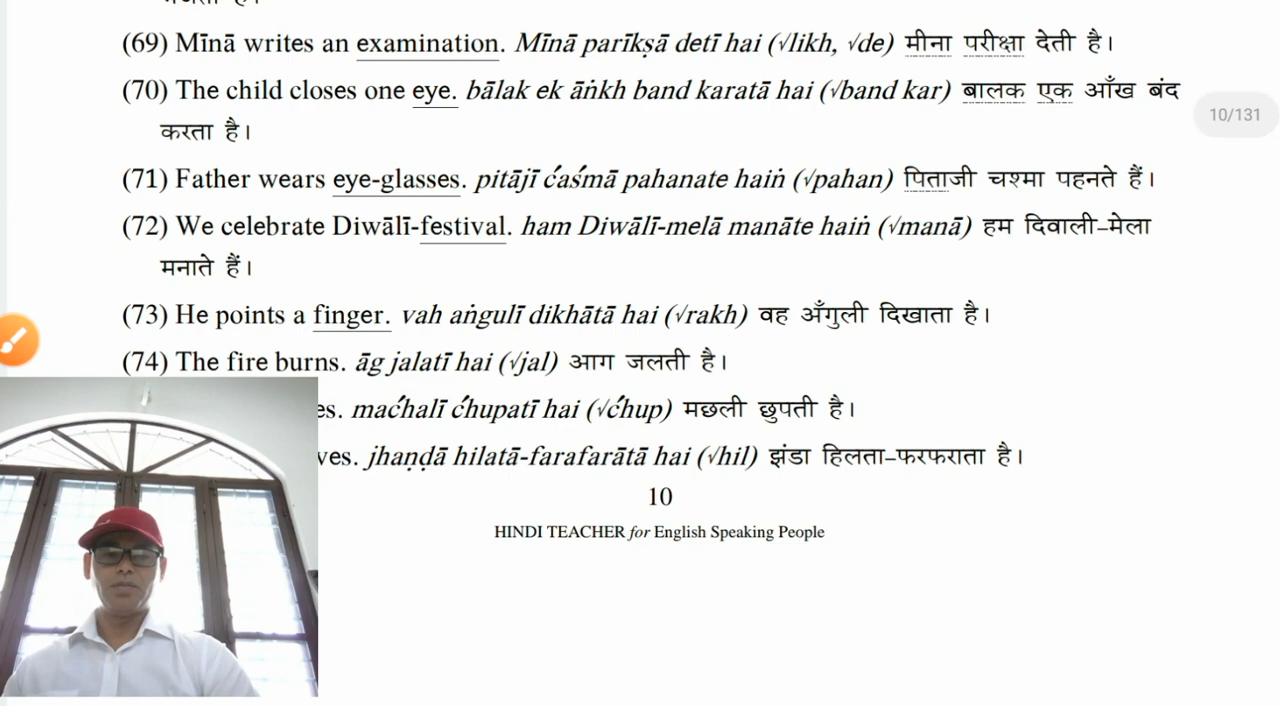 (69) Mīnā writes an examination. Mīnā parīkṣā detī hai (√likh, √de) मीना परीक्षा देती है।
(70) The child closes one eye. bālak ek āṅkh band karatā hai (√band kar) बालक एक आँख बंद
करता है।
10/131
(71) Father wears eye-glasses. pitājī ćaśmā pahanate haiṅ (√pahan) पिताजी चश्मा पहनते हैं।
(72) We celebrate Diwālī-festival. ham Diwālī-melā manāte haiṅ (√manā) हम दिवाली–मेला
मनाते हैं।
(73) He points a finger. vah aṅgulī dikhātā hai (√rakh) वह अँगुली दिखाता है।
(74) The fire burns. āg jalatī hai (√jal) आग जलती है।
es. maćhalī ćhupatī hai (√ćhup) मछली छुपती है।
ves. jhaṇḍā hilatā-farafarātā hai (√hil) झंडा हिलता–फरफराता है।
10
HINDI TEACHER for English Speaking People